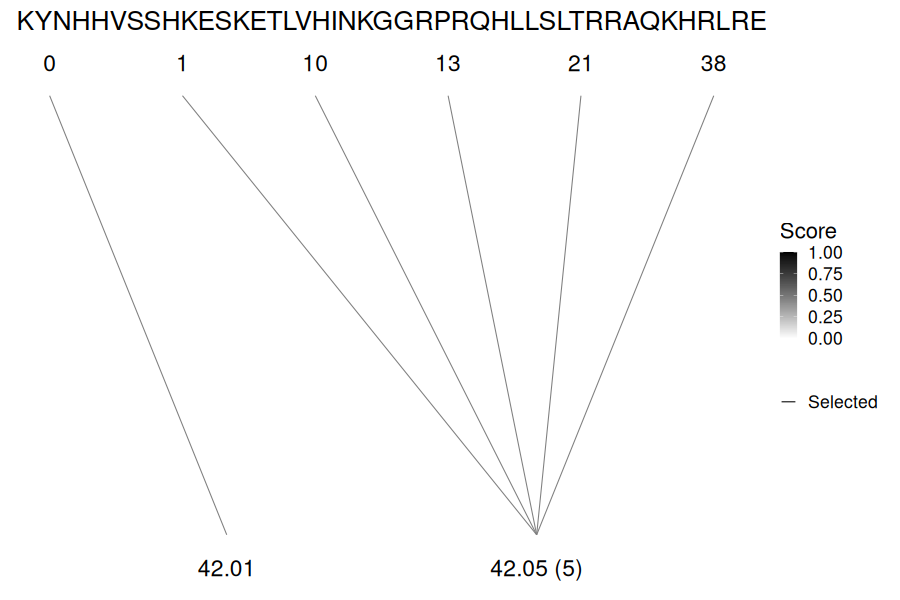 KYNHHVSSHKESKETLVHINKGGRPRQHLLSLTRRAQKHRLRE
0 1 10 13 21 38
Score
1.00
0.75
0.50
0.25
0.00
Selected
42.01 42.05 (5)